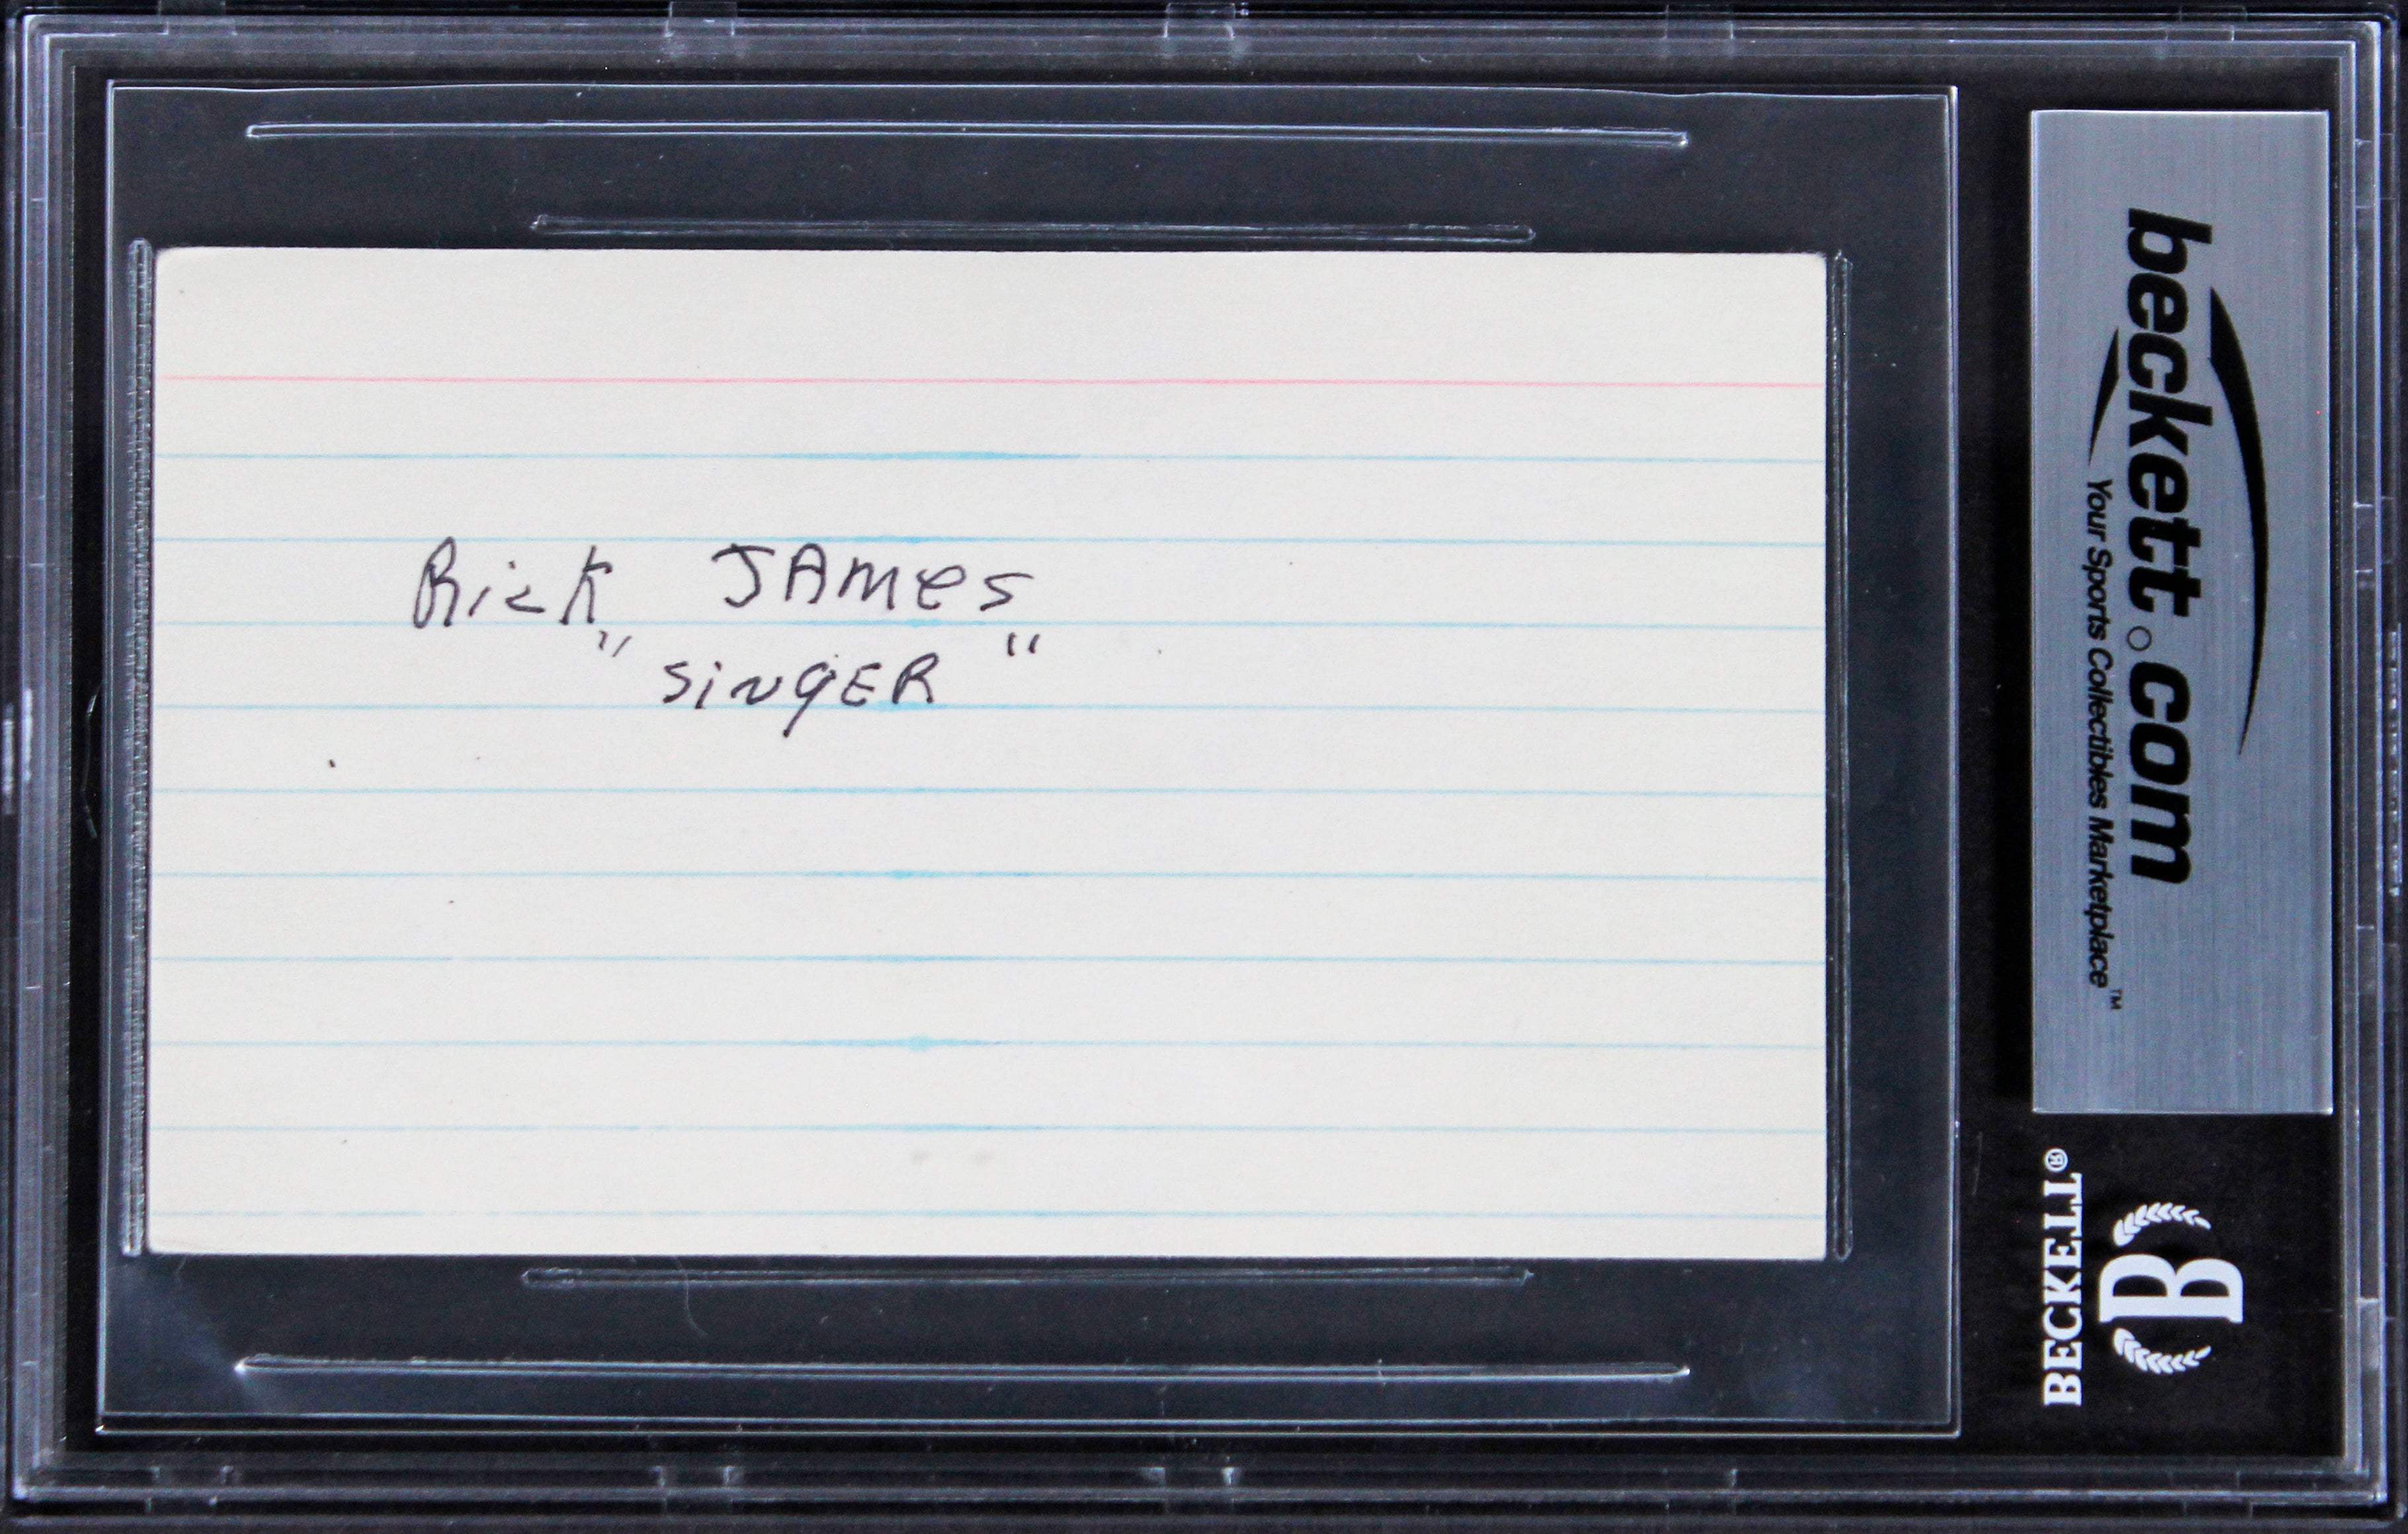 Rick JAMES
"SiNgER"
beckett.com
Your Sports Collectibles Marketplace™
BECKETT®
B